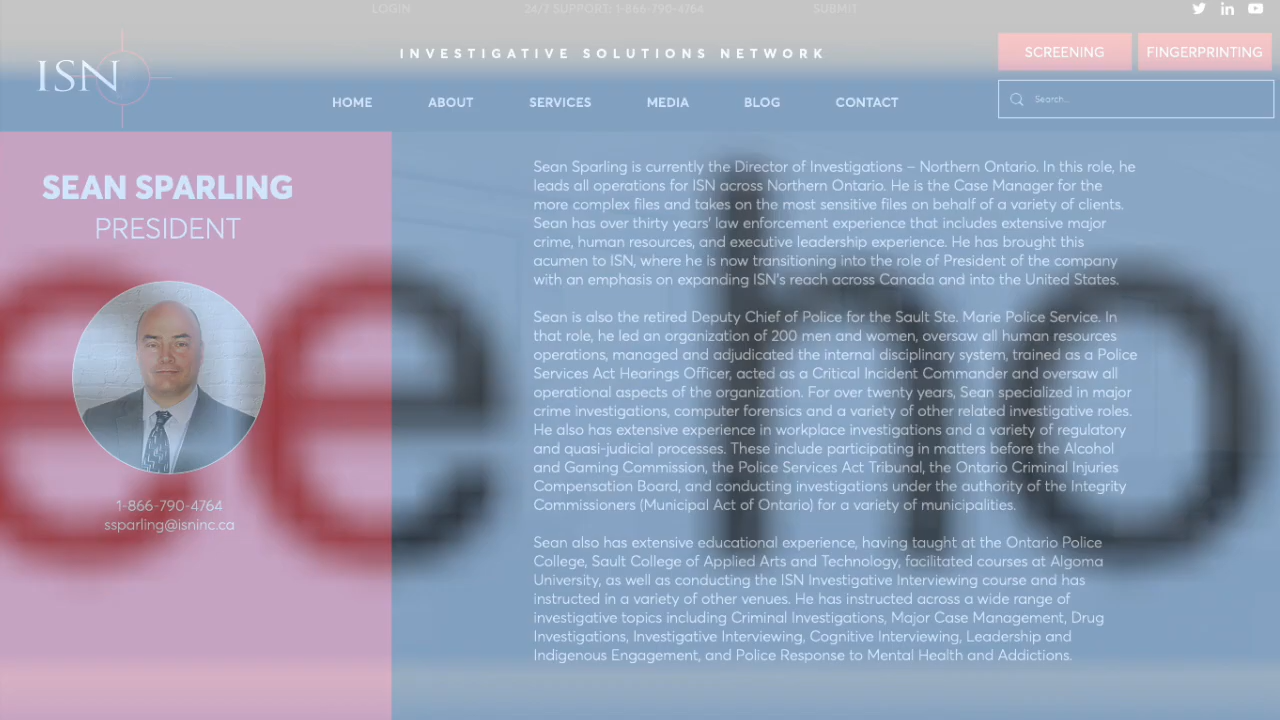 LOGIN
24/7 SUPPORT: 1-866-790-4764
SUBMIT
ISN
INVESTIGATIVE SOLUTIONS NETWORK
SCREENING
FINGERPRINTING
HOME
ABOUT
SERVICES
MEDIA
BLOG
CONTACT
Search...
SEAN SPARLING
PRESIDENT
1-866-790-4764
ssparling@isninc.ca
Sean Sparling is currently the Director of Investigations – Northern Ontario. In this role, he
leads all operations for ISN across Northern Ontario. He is the Case Manager for the
more complex files and takes on the most sensitive files on behalf of a variety of clients.
Sean has over thirty years' law enforcement experience that includes extensive major
crime, human resources, and executive leadership experience. He has brought this
acumen to ISN, where he is now transitioning into the role of President of the company
with an emphasis on expanding ISN's reach across Canada and into the United States.
Sean is also the retired Deputy Chief of Police for the Sault Ste. Marie Police Service. In
that role, he led an organization of 200 men and women, oversaw all human resources
operations, managed and adjudicated the internal disciplinary system, trained as a Police
Services Act Hearings Officer, acted as a Critical Incident Commander and oversaw all
operational aspects of the organization. For over twenty years, Sean specialized in major
crime investigations, computer forensics and a variety of other related investigative roles.
He also has extensive experience in workplace investigations and a variety of regulatory
and quasi-judicial processes. These include participating in matters before the Alcohol
and Gaming Commission, the Police Services Act Tribunal, the Ontario Criminal Injuries
Compensation Board, and conducting investigations under the authority of the Integrity
Commissioners (Municipal Act of Ontario) for a variety of municipalities.
Sean also has extensive educational experience, having taught at the Ontario Police
College, Sault College of Applied Arts and Technology, facilitated courses at Algoma
University, as well as conducting the ISN Investigative Interviewing course and has
instructed in a variety of other venues. He has instructed across a wide range of
investigative topics including Criminal Investigations, Major Case Management, Drug
Investigations, Investigative Interviewing, Cognitive Interviewing, Leadership and
Indigenous Engagement, and Police Response to Mental Health and Addictions.
ee ho